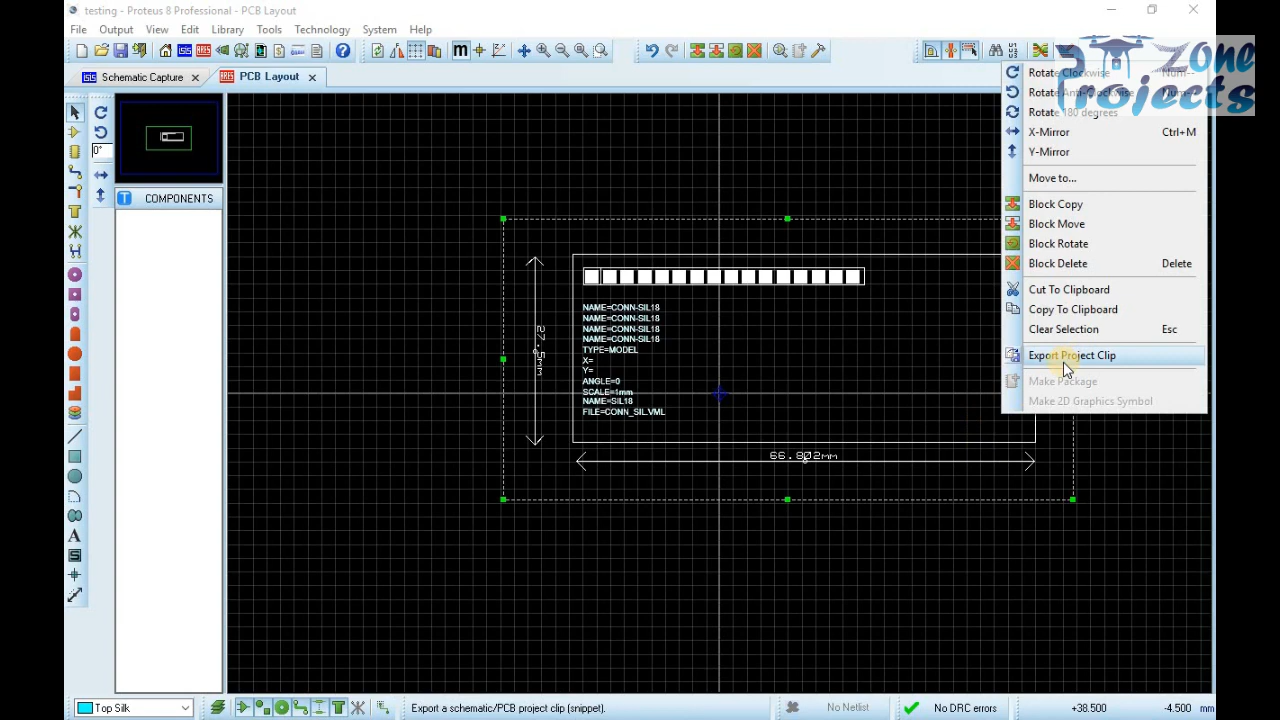 testing - Proteus 8 Professional - PCB Layout
File Output View Edit Library Tools Technology System Help
Schematic Capture
PCB Layout
Zone
Projects
Rotate Clockwise Num--
Rotate Anti-Clockwise Num-+
Rotate 180 degrees
X-Mirror Ctrl+M
Y-Mirror
Move to...
Block Copy
Block Move
Block Rotate
Block Delete Delete
Cut To Clipboard
Copy To Clipboard
Clear Selection Esc
Export Project Clip
Make Package
Make 2D Graphics Symbol
0°
COMPONENTS
NAME=CONN-SIL18
NAME=CONN-SIL18
NAME=CONN-SIL18
NAME=CONN-SIL18
TYPE=MODEL
X=
Y=
ANGLE=0
SCALE=1mm
NAME=SIL18
FILE=CONN_SIL.VML
Top Silk
Export a schematic/PCB project clip (snippet).
No Netlist
No DRC errors
+38.500
-4.500
mm